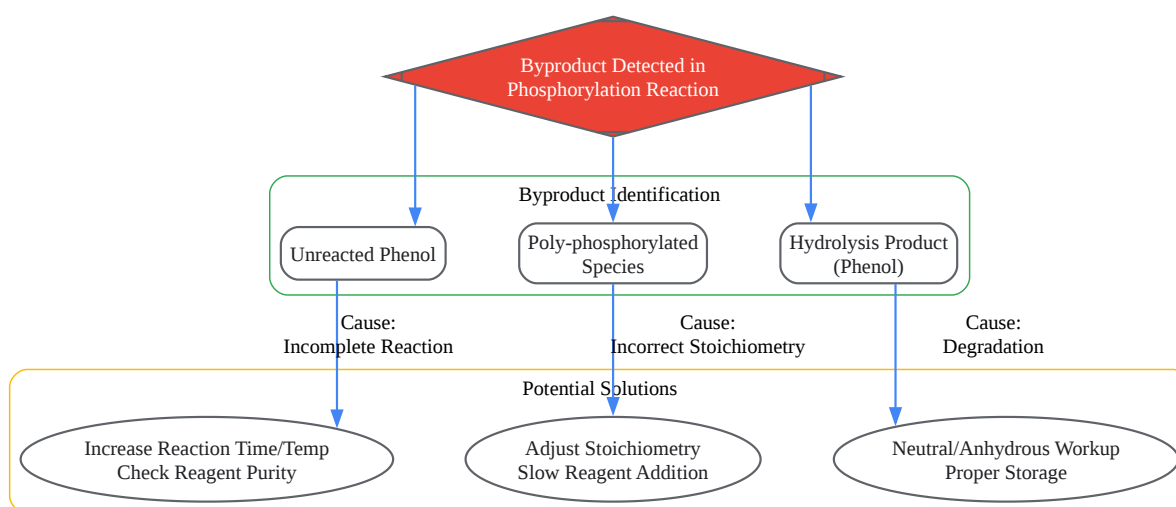 Byproduct Detected in
Phosphorylation Reaction
Byproduct Identification
Unreacted Phenol
Poly-phosphorylated
Species
Hydrolysis Product
(Phenol)
Cause:
Incomplete Reaction
Cause:
Incorrect Stoichiometry
Cause:
Degradation
Potential Solutions
Increase Reaction Time/Temp
Check Reagent Purity
Adjust Stoichiometry
Slow Reagent Addition
Neutral/Anhydrous Workup
Proper Storage